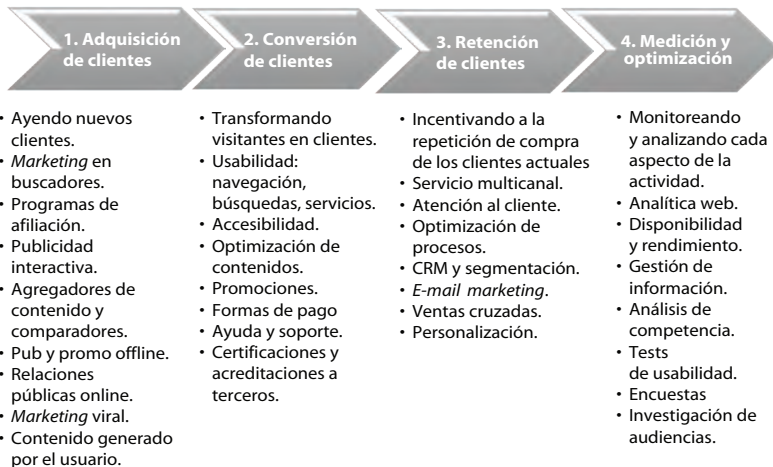 1. Adquisición
de clientes
2. Conversión
de clientes
3. Retención
de clientes
4. Medición y
optimización
• Ayendo nuevos
clientes.
• Marketing en
buscadores.
• Programas de
afiliación.
• Publicidad
interactiva.
• Agregadores de
contenido y
comparadores.
• Pub y promo offline.
• Relaciones
públicas online.
• Marketing viral.
• Contenido generado
por el usuario.
• Transformando
visitantes en clientes.
• Usabilidad:
navegación,
búsquedas, servicios.
• Accesibilidad.
• Optimización de
contenidos.
• Promociones.
• Formas de pago
• Ayuda y soporte.
• Certificaciones y
acreditaciones a
terceros.
• Incentivando a la
repetición de compra
de los clientes actuales
• Servicio multicanal.
• Atención al cliente.
• Optimización de
procesos.
• CRM y segmentación.
• E-mail marketing.
• Ventas cruzadas.
• Personalización.
• Monitoreando
y analizando cada
aspecto de la
actividad.
• Analítica web.
• Disponibilidad
y rendimiento.
• Gestión de
información.
• Análisis de
competencia.
• Tests
de usabilidad.
• Encuestas
• Investigación de
audiencias.